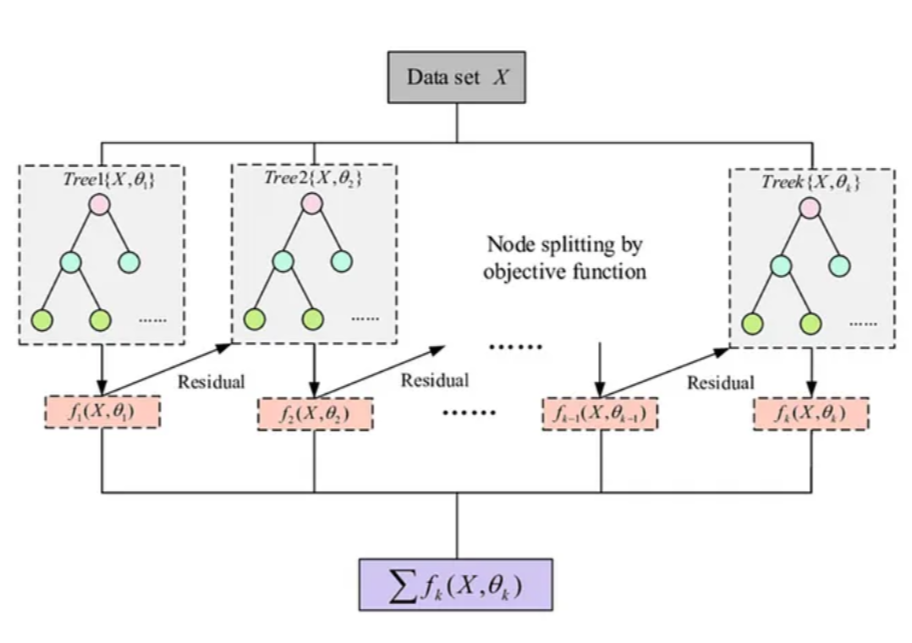 Data set X
Tree1{X,θ₁}
Tree2{X,θ₂}
Treek{X,θₖ}
Node splitting by
objective function
......
......
......
......
Residual
Residual
Residual
f₁(X,θ₁)
f₂(X,θ₂)
......
fₖ₋₁(X,θₖ₋₁)
fₖ(X,θₖ)
∑fₖ(X,θₖ)